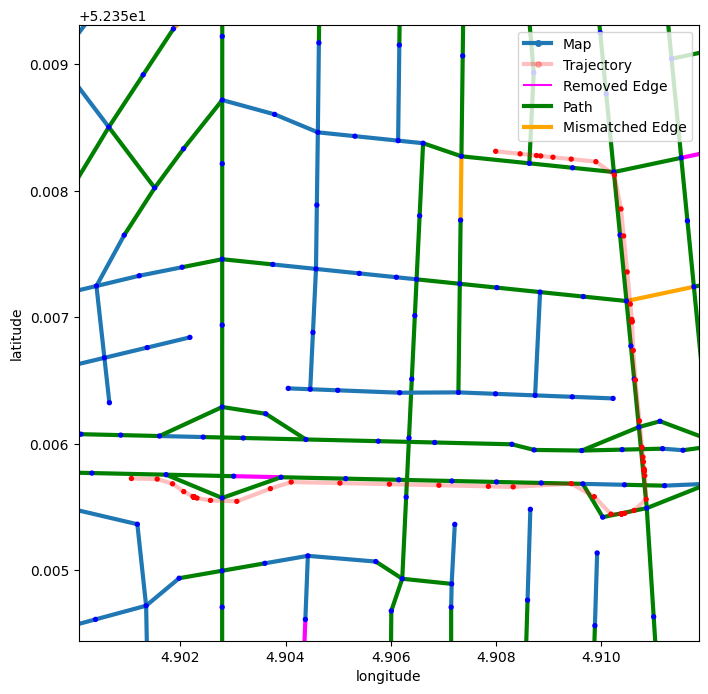 +5.235e1
Map
Trajectory
Removed Edge
Path
Mismatched Edge
0.009
0.008
0.007
0.006
0.005
latitude
4.902 4.904 4.906 4.908 4.910
longitude